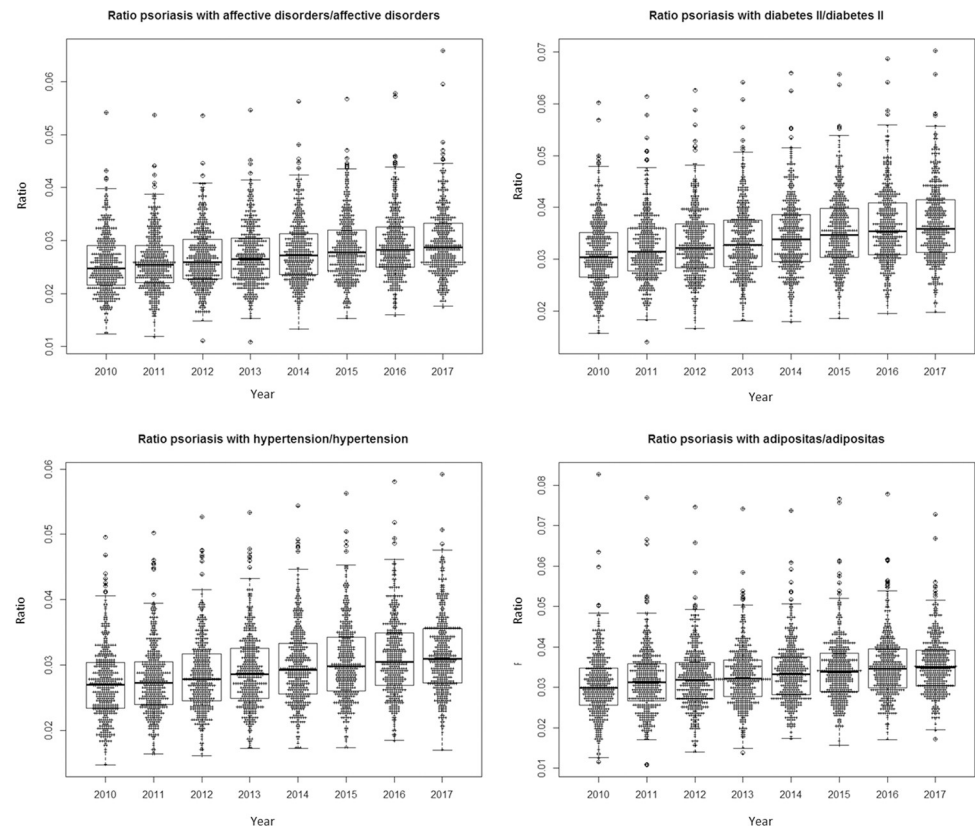 Ratio psoriasis with affective disorders/affective disorders
Ratio
0.06
0.05
0.04
0.03
0.02
0.01
2010 2011 2012 2013 2014 2015 2016 2017
Year
Ratio psoriasis with diabetes II/diabetes II
Ratio
0.07
0.06
0.05
0.04
0.03
0.02
2010 2011 2012 2013 2014 2015 2016 2017
Year
Ratio psoriasis with hypertension/hypertension
Ratio
0.06
0.05
0.04
0.03
0.02
2010 2011 2012 2013 2014 2015 2016 2017
Year
Ratio psoriasis with adipositas/adipositas
Ratio
0.08
0.07
0.06
0.05
0.04
0.03
0.02
0.01
2010 2011 2012 2013 2014 2015 2016 2017
Year